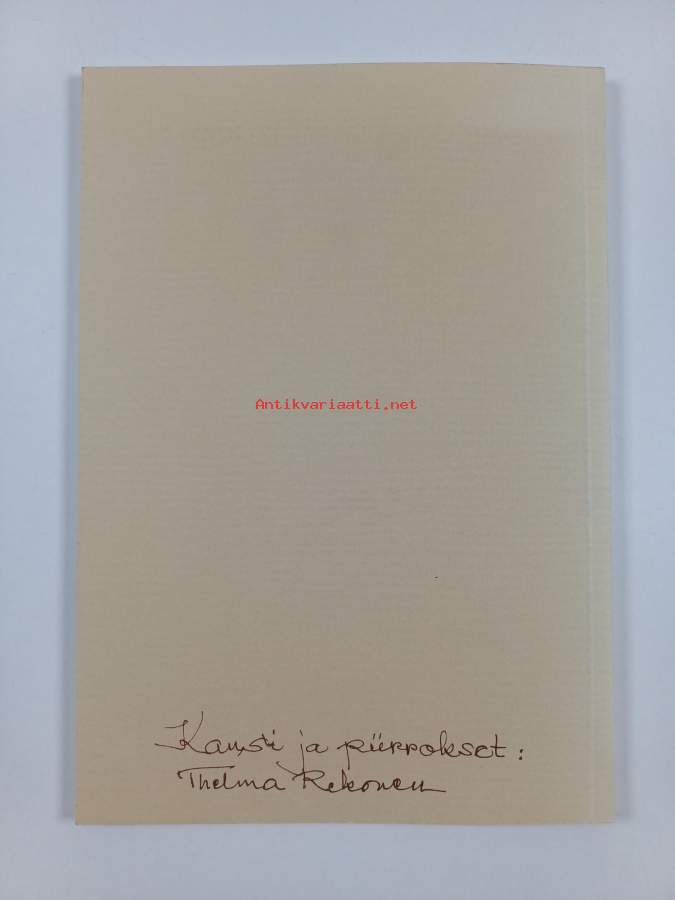 Antikvariaatti.net
Kansi ja piirrokset:
Thelma Rekonen